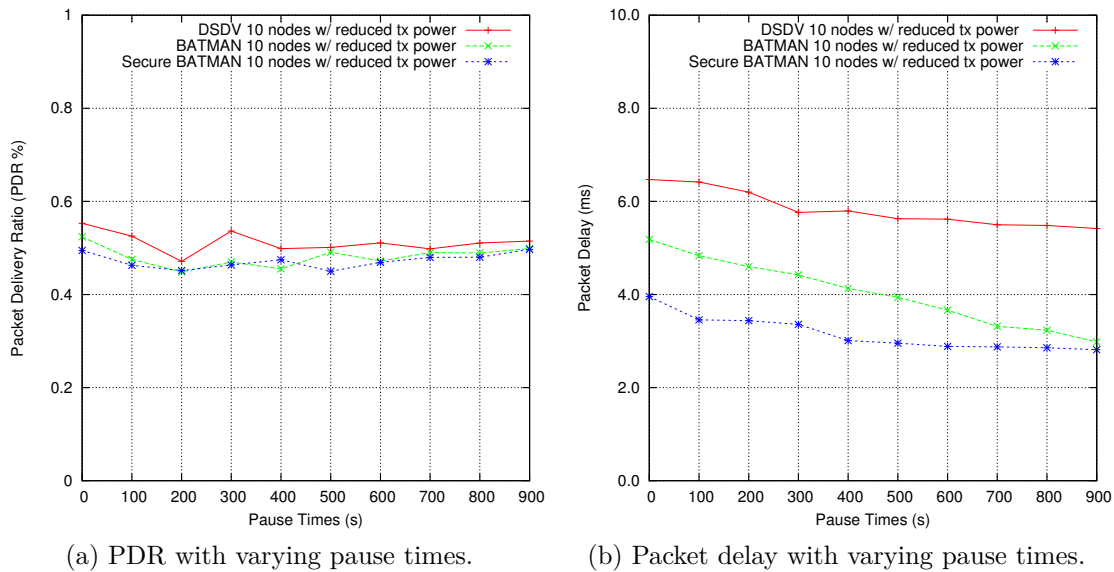 DSDV 10 nodes w/ reduced tx power
BATMAN 10 nodes w/ reduced tx power
Secure BATMAN 10 nodes w/ reduced tx power
1
0.8
0.6
0.4
0.2
0
Packet Delivery Ratio (PDR %)
0 100 200 300 400 500 600 700 800 900
Pause Times (s)
(a) PDR with varying pause times.
DSDV 10 nodes w/ reduced tx power
BATMAN 10 nodes w/ reduced tx power
Secure BATMAN 10 nodes w/ reduced tx power
10.0
8.0
6.0
4.0
2.0
0.0
Packet Delay (ms)
0 100 200 300 400 500 600 700 800 900
Pause Times (s)
(b) Packet delay with varying pause times.